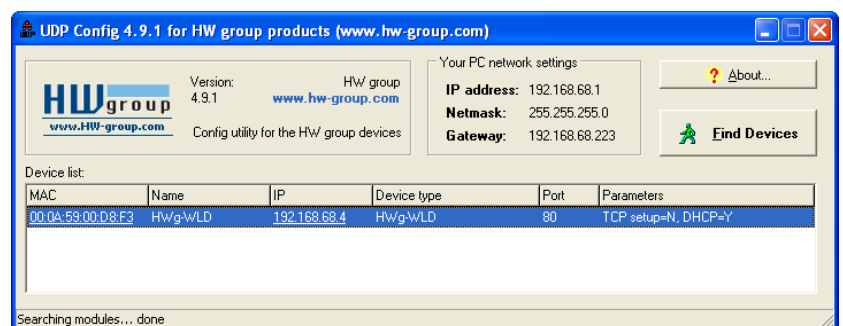 UDP Config 4.9.1 for HW group products (www.hw-group.com)
HW group
www.HW-group.com
Version:
4.9.1
HW group
www.hw-group.com
Config utility for the HW group devices
Your PC network settings
IP address: 192.168.68.1
Netmask: 255.255.255.0
Gateway: 192.168.68.223
? About...
Find Devices
Device list:
MAC Name IP Device type Port Parameters
00:0A:59:00:D8:F3 HWg-WLD 192.168.68.4 HWg-WLD 80 TCP setup=N, DHCP=Y
Searching modules... done